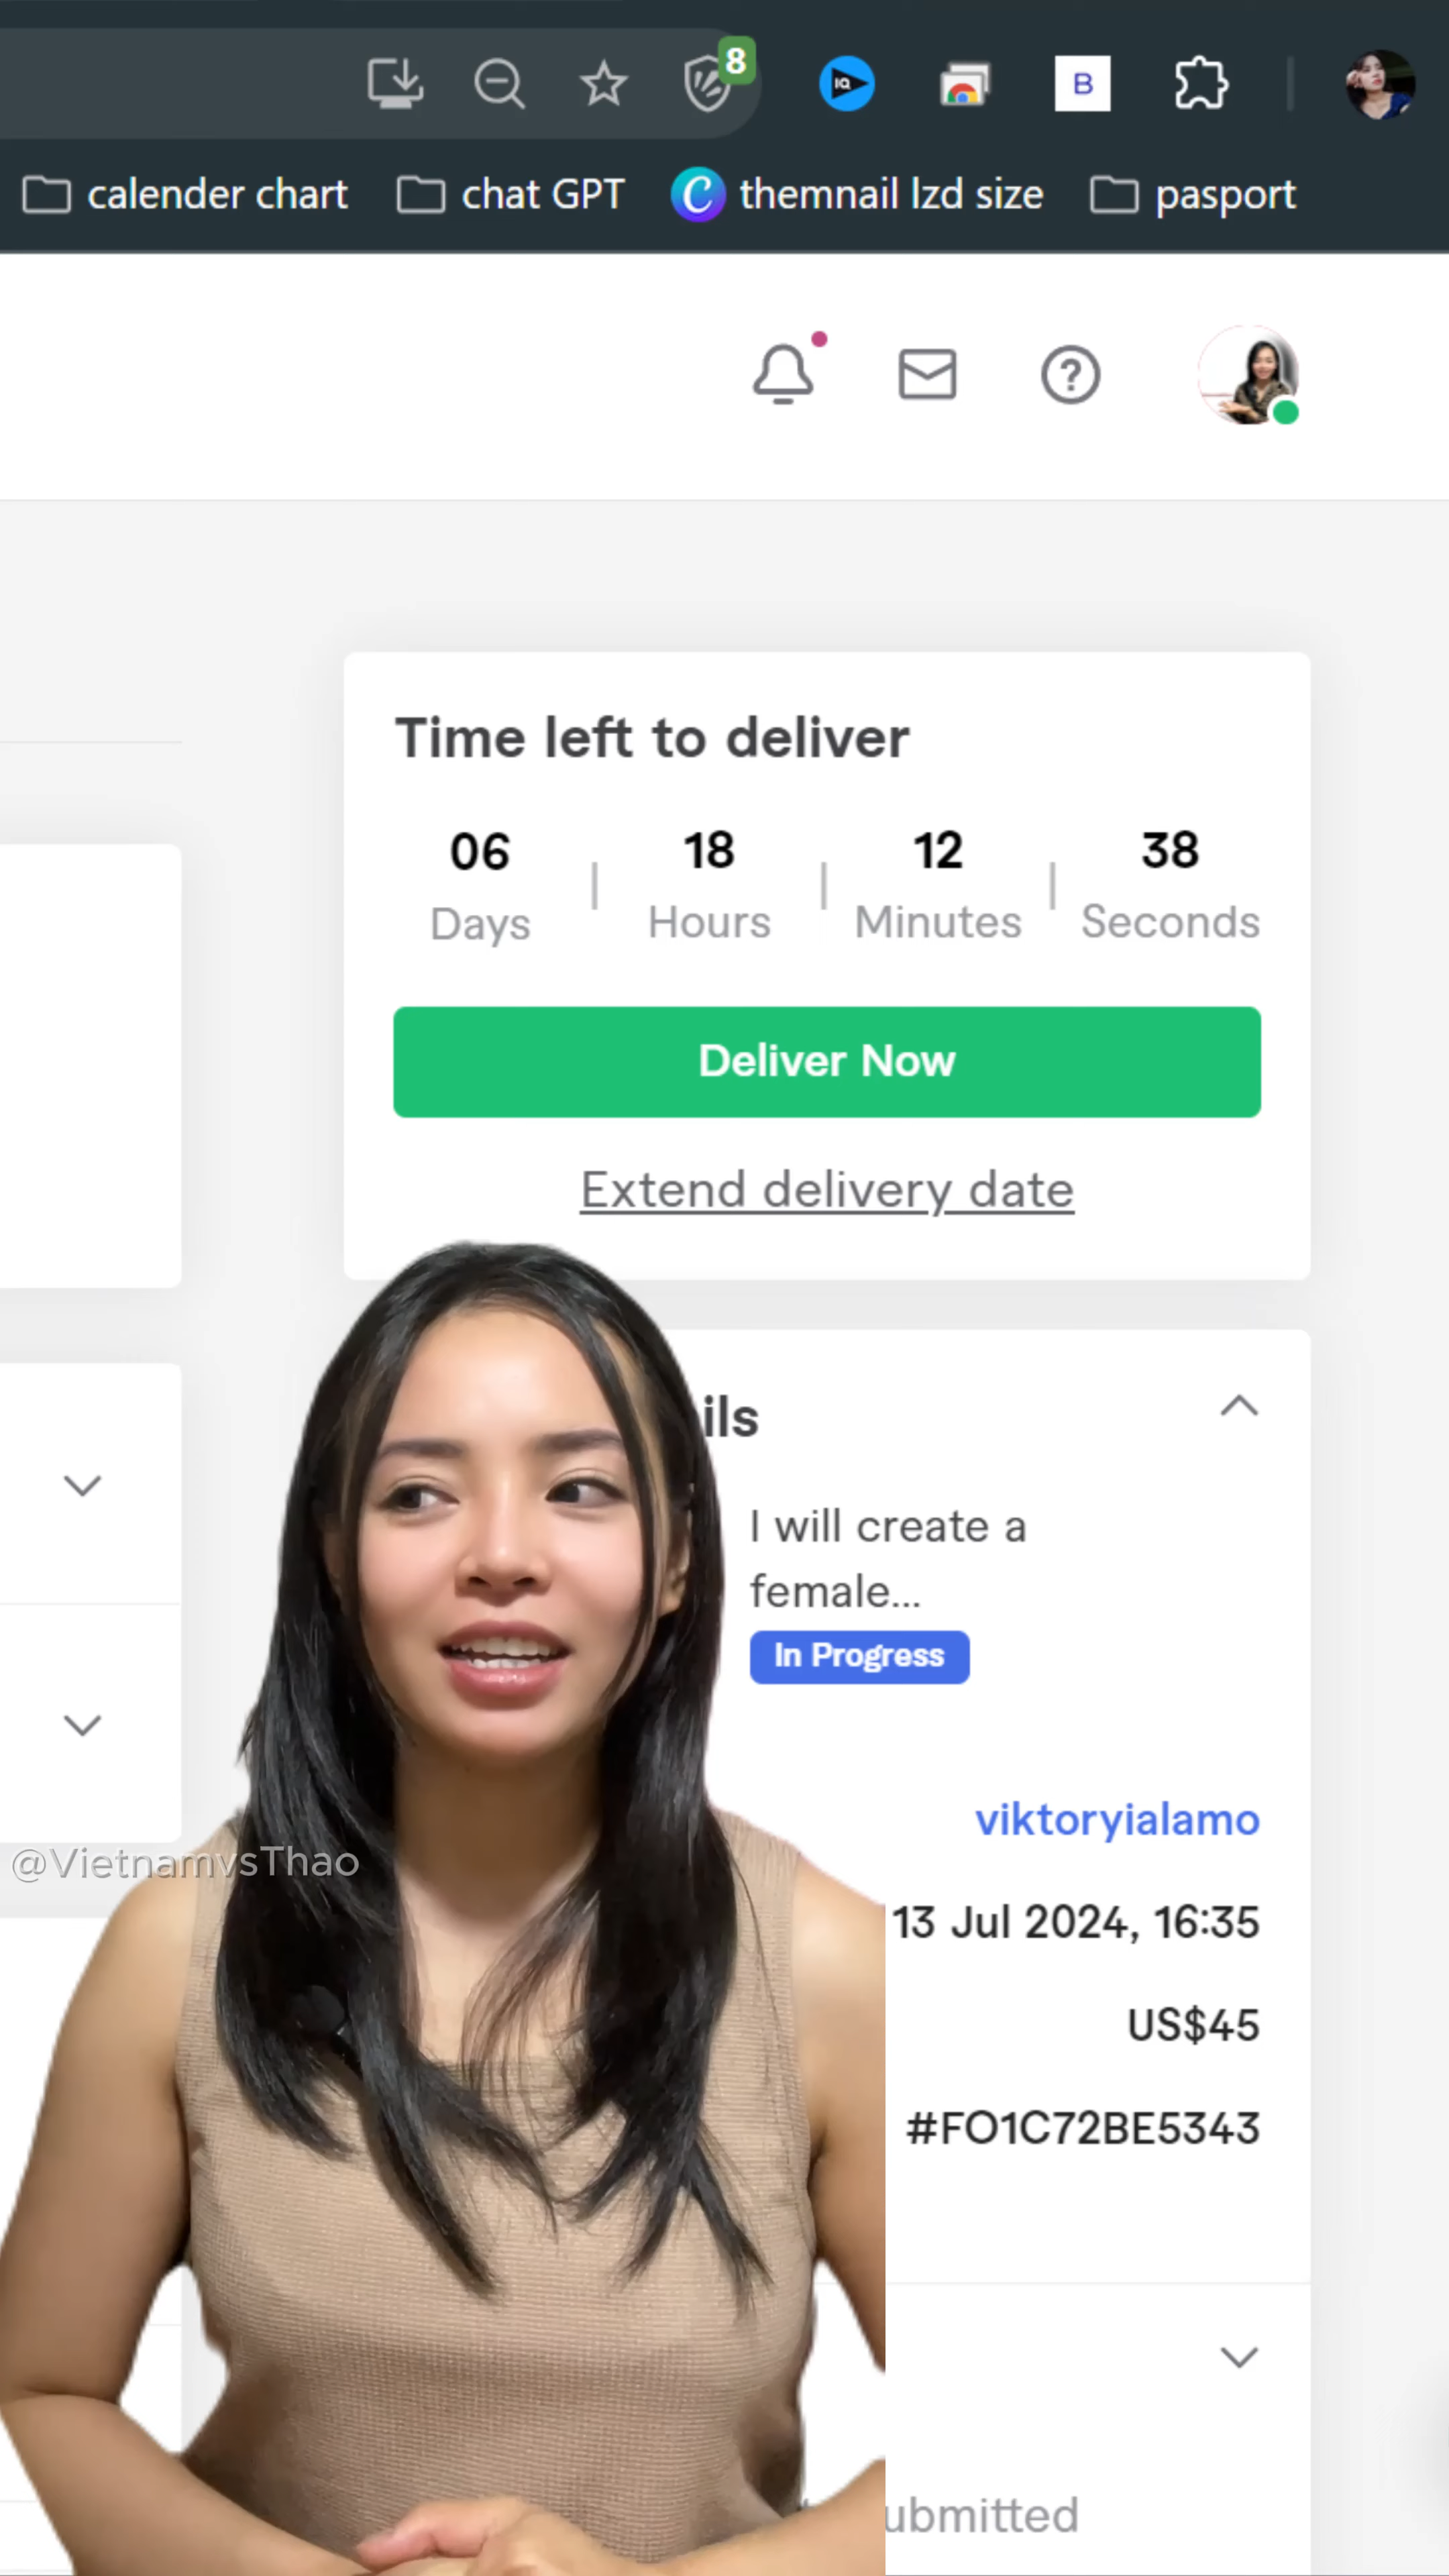 8
IQ
B
calender chart
chat GPT
themnail lzd size
pasport
Time left to deliver
06 18 12 38
Days Hours Minutes Seconds
Deliver Now
Extend delivery date
ils
I will create a
female...
In Progress
viktoryialamo
@VietnamvsThao
13 Jul 2024, 16:35
US$45
#FO1C72BE5343
ubmitted